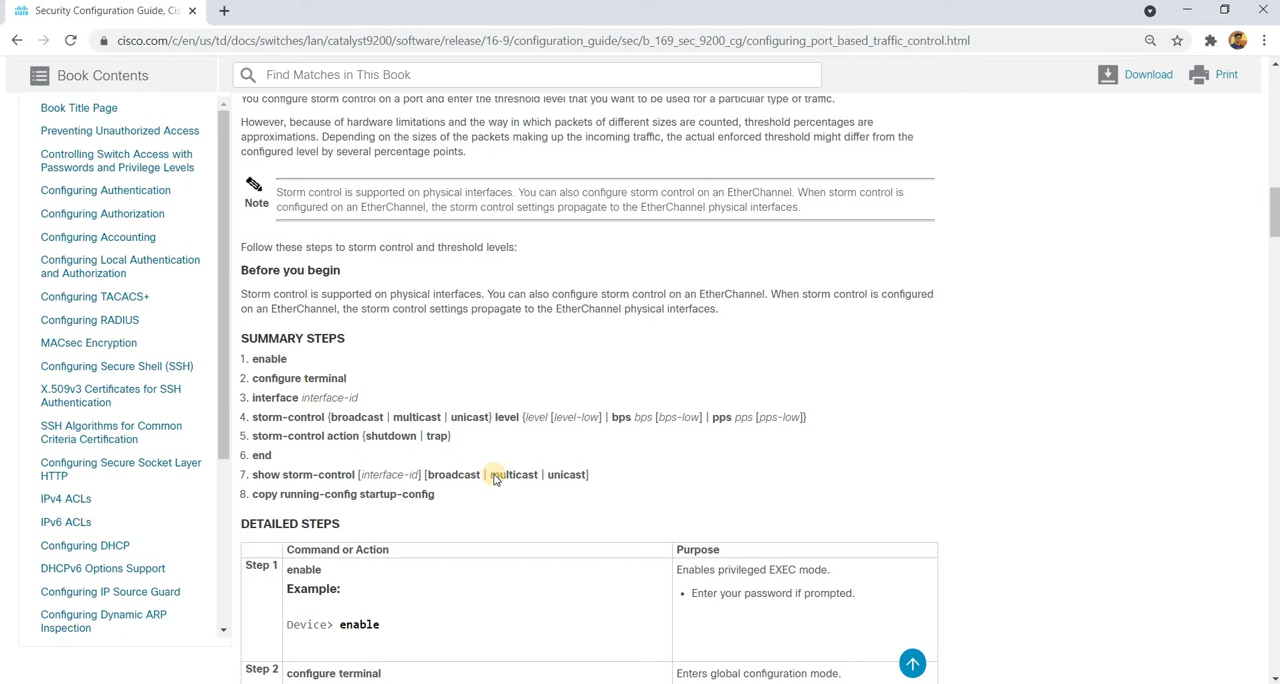 Security Configuration Guide, Cis
cisco.com/c/en/us/td/docs/switches/lan/catalyst9200/software/release/16-9/configuration_guide/sec/b_169_sec_9200_cg/configuring_port_based_traffic_control.html
Book Contents
Find Matches in This Book
Download
Print
Book Title Page
Preventing Unauthorized Access
Controlling Switch Access with
Passwords and Privilege Levels
Configuring Authentication
Configuring Authorization
Configuring Accounting
Configuring Local Authentication
and Authorization
Configuring TACACS+
Configuring RADIUS
MACsec Encryption
Configuring Secure Shell (SSH)
X.509v3 Certificates for SSH
Authentication
SSH Algorithms for Common
Criteria Certification
Configuring Secure Socket Layer
HTTP
IPv4 ACLs
IPv6 ACLs
Configuring DHCP
DHCPv6 Options Support
Configuring IP Source Guard
Configuring Dynamic ARP
Inspection
You configure storm control on a port and enter the threshold level that you want to be used for a particular type of traffic.
However, because of hardware limitations and the way in which packets of different sizes are counted, threshold percentages are
approximations. Depending on the sizes of the packets making up the incoming traffic, the actual enforced threshold might differ from the
configured level by several percentage points.
Note
Storm control is supported on physical interfaces. You can also configure storm control on an EtherChannel. When storm control is
configured on an EtherChannel, the storm control settings propagate to the EtherChannel physical interfaces.
Follow these steps to storm control and threshold levels:
Before you begin
Storm control is supported on physical interfaces. You can also configure storm control on an EtherChannel. When storm control is configured
on an EtherChannel, the storm control settings propagate to the EtherChannel physical interfaces.
SUMMARY STEPS
1. enable
2. configure terminal
3. interface interface-id
4. storm-control {broadcast | multicast | unicast} level {level [level-low] | bps bps [bps-low] | pps pps [pps-low]}
5. storm-control action {shutdown | trap}
6. end
7. show storm-control [interface-id] [broadcast | multicast | unicast]
8. copy running-config startup-config
DETAILED STEPS
Command or Action
Purpose
Step 1
enable
Example:
Device> enable
Enables privileged EXEC mode.
• Enter your password if prompted.
Step 2
configure terminal
Enters global configuration mode.